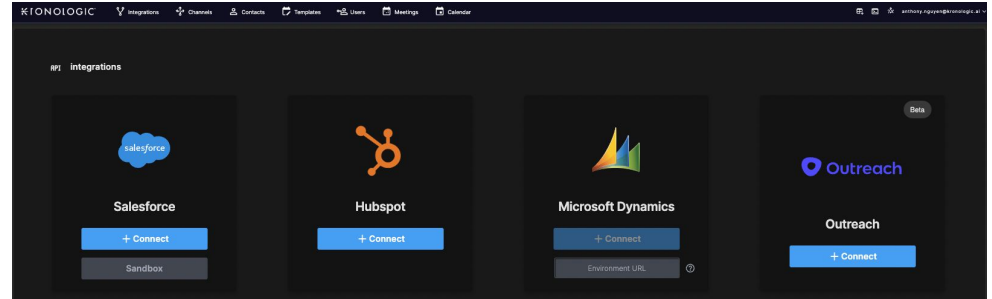 KRONOLOGIC Integrations Channels Contacts Templates Users Meetings Calendar anthony.nguyen@kronologic.ai
API integrations
Beta
salesforce
Outreach
Salesforce
Hubspot
Microsoft Dynamics
Outreach
+ Connect
+ Connect
+ Connect
+ Connect
Sandbox
Environment URL